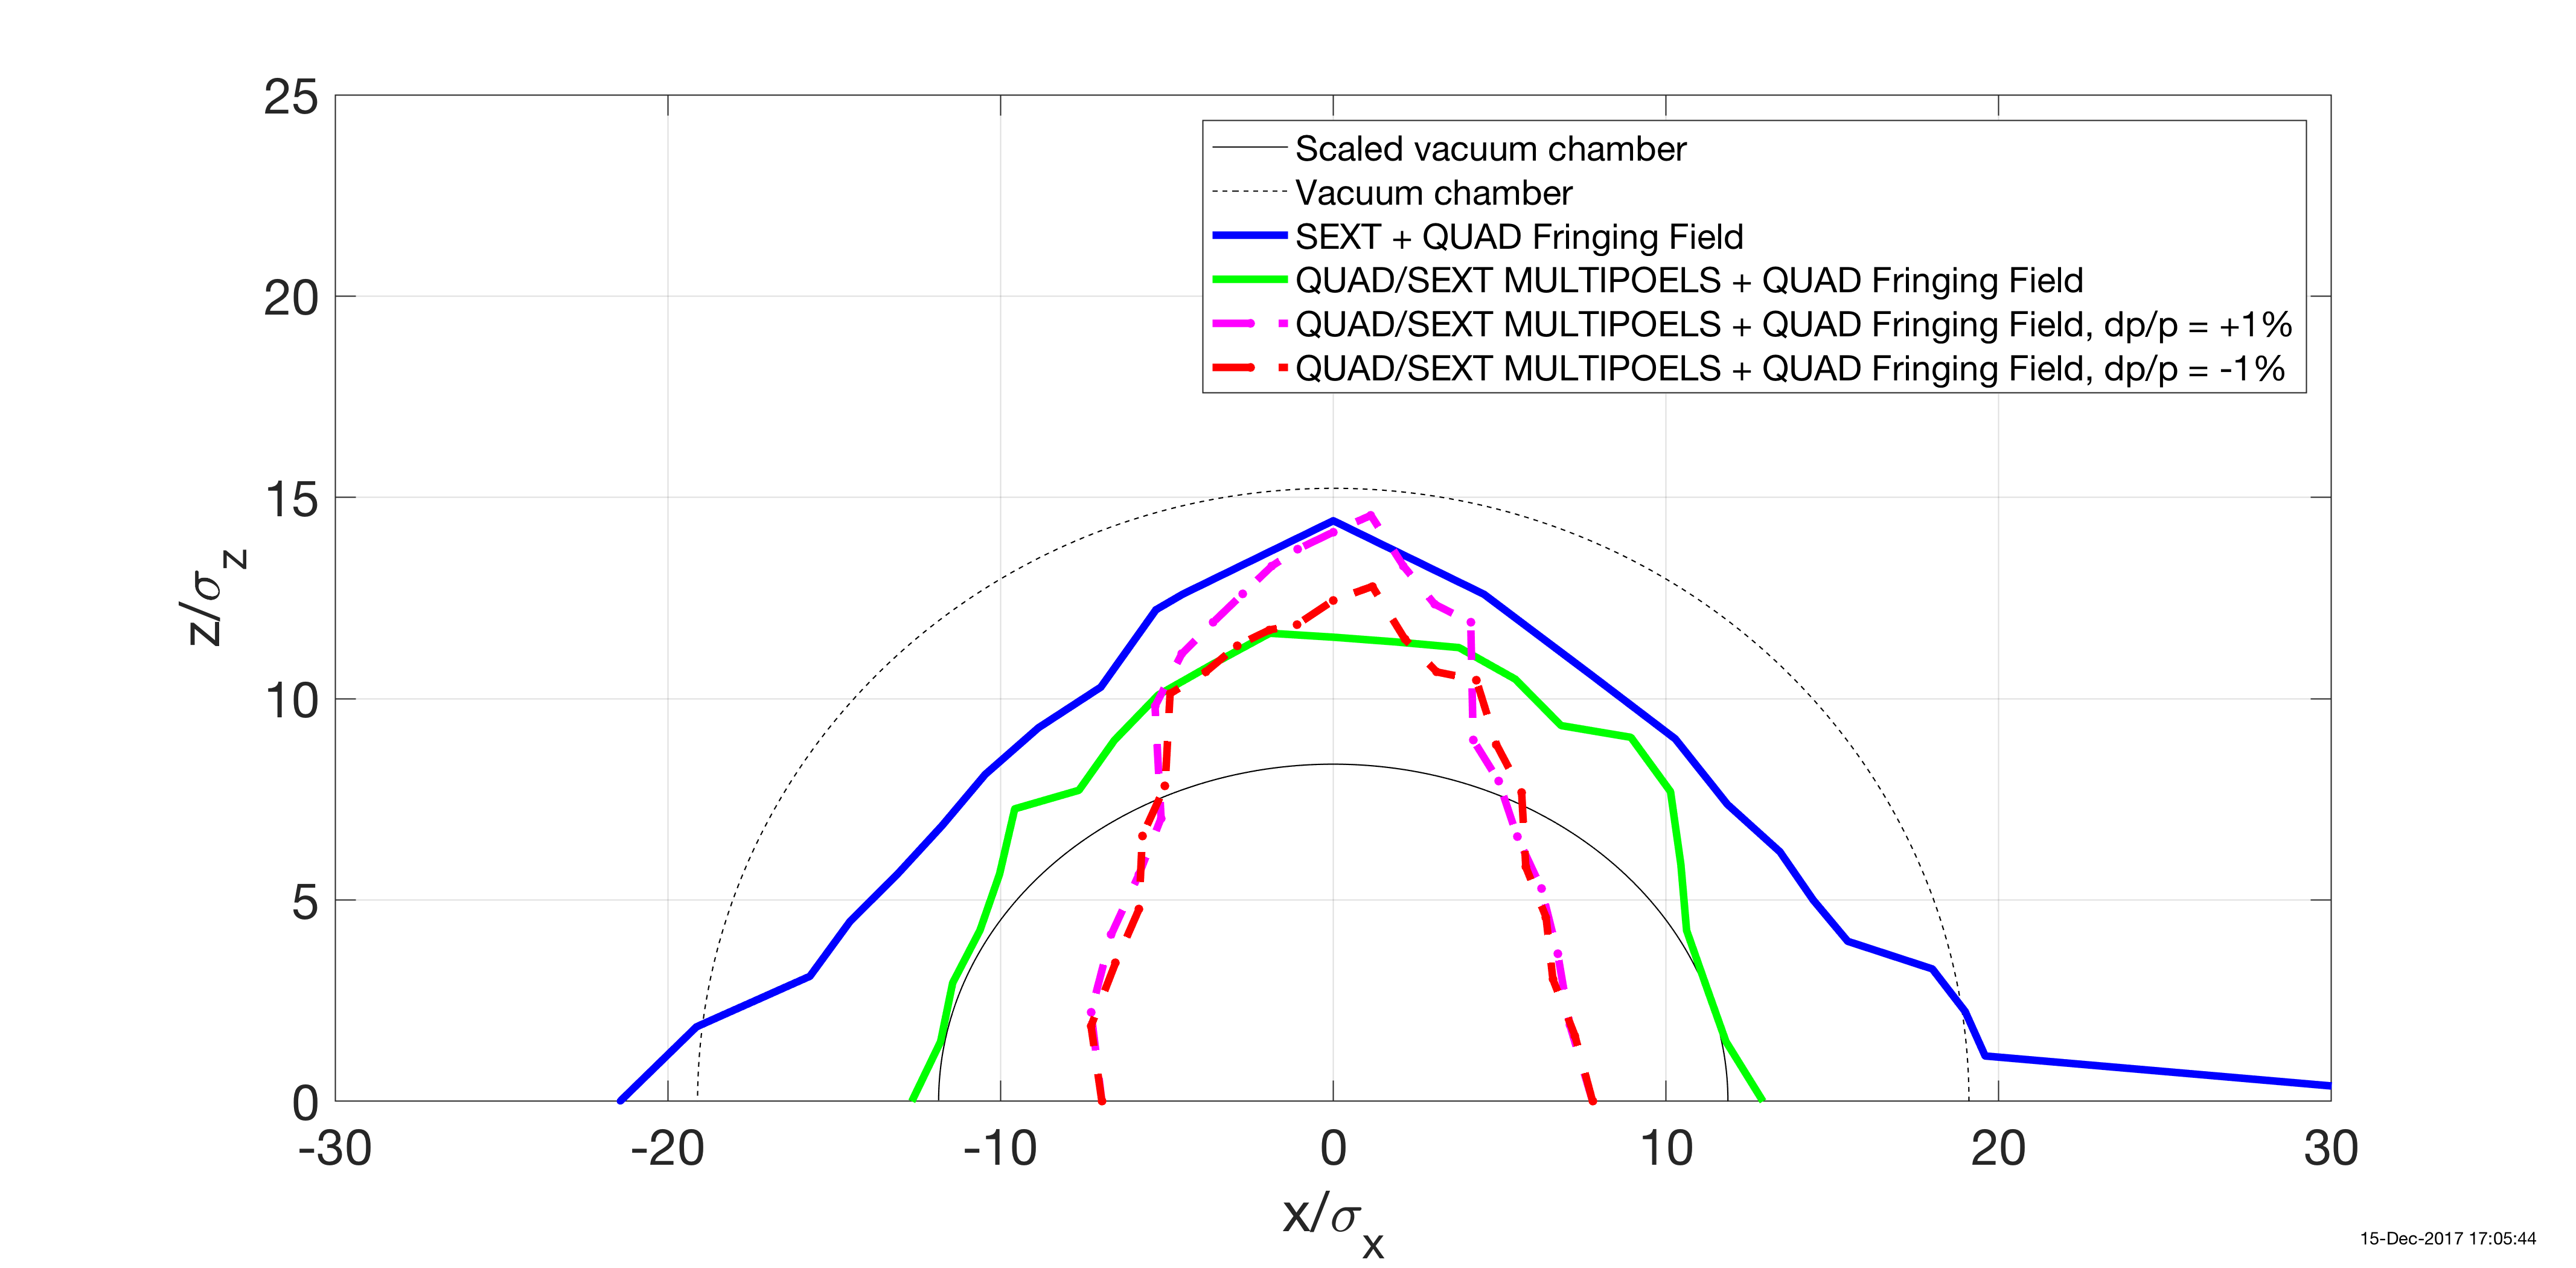 25
20
15
10
5
0
-30
-20
-10
0
10
20
30
z/σz
x/σx
Scaled vacuum chamber
Vacuum chamber
SEXT + QUAD Fringing Field
QUAD/SEXT MULTIPOELS + QUAD Fringing Field
QUAD/SEXT MULTIPOELS + QUAD Fringing Field, dp/p = +1%
QUAD/SEXT MULTIPOELS + QUAD Fringing Field, dp/p = -1%
15-Dec-2017 17:05:44